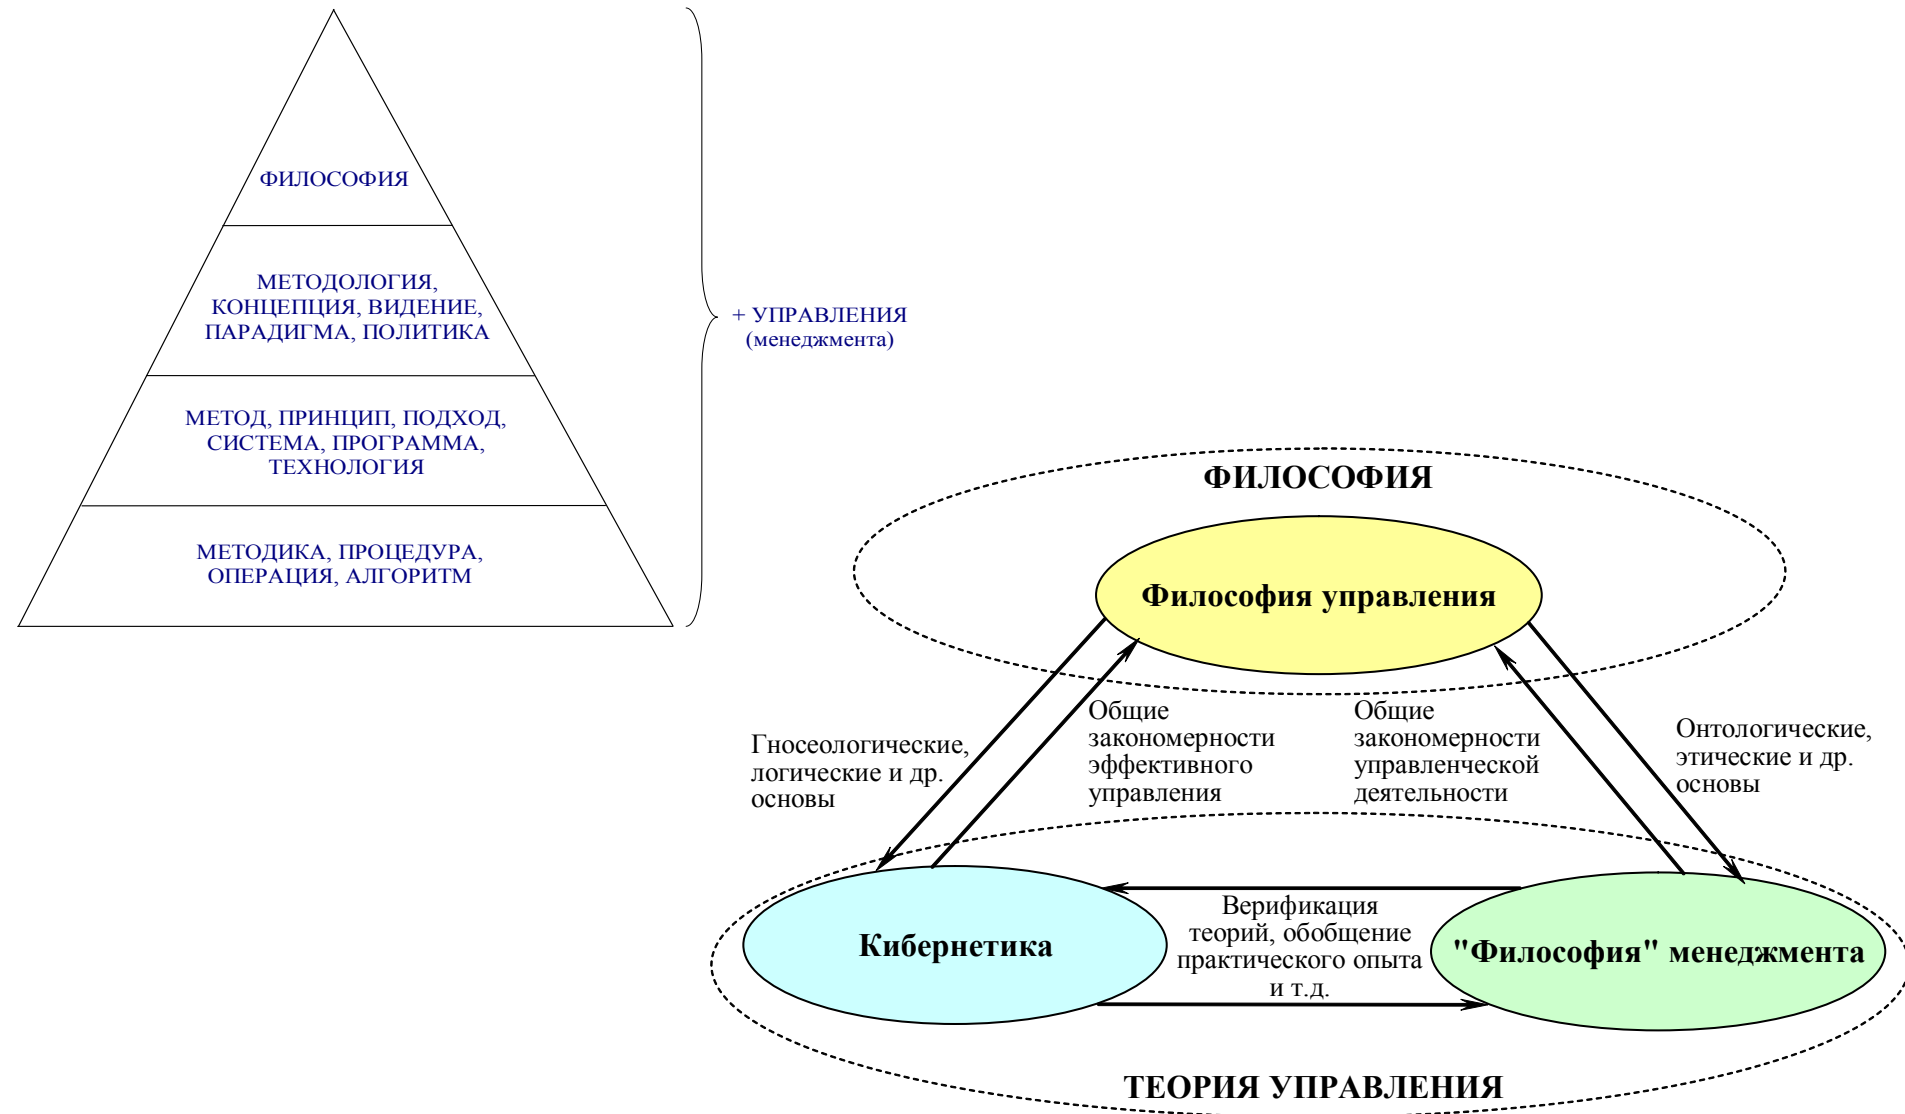 ФИЛОСОФИЯ
МЕТОДОЛОГИЯ,
КОНЦЕПЦИЯ, ВИДЕНИЕ,
ПАРАДИГМА, ПОЛИТИКА
МЕТОД, ПРИНЦИП, ПОДХОД,
СИСТЕМА, ПРОГРАММА,
ТЕХНОЛОГИЯ
МЕТОДИКА, ПРОЦЕДУРА,
ОПЕРАЦИЯ, АЛГОРИТМ
+ УПРАВЛЕНИЯ
(менеджмента)
ФИЛОСОФИЯ
Философия управления
Гносеологические,
логические и др.
основы
Общие
закономерности
эффективного
управления
Общие
закономерности
управленческой
деятельности
Онтологические,
этические и др.
основы
Кибернетика
Верификация
теорий, обобщение
практического опыта
и т.д.
"Философия" менеджмента
ТЕОРИЯ УПРАВЛЕНИЯ